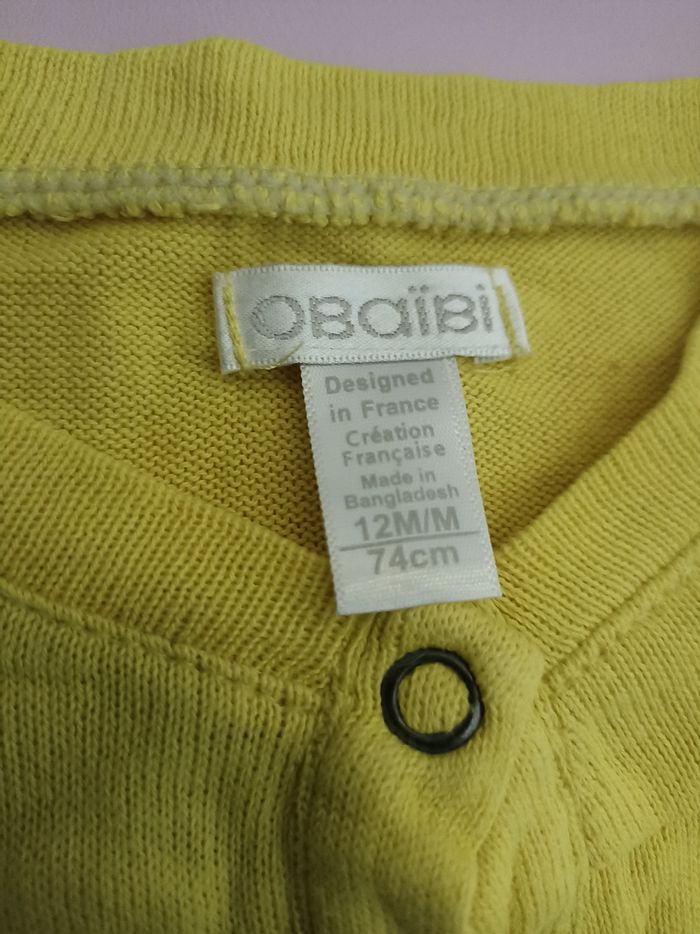 OBaïBi
Designed
in France
Création
Française
Made in
Bangladesh
12M/M
74cm